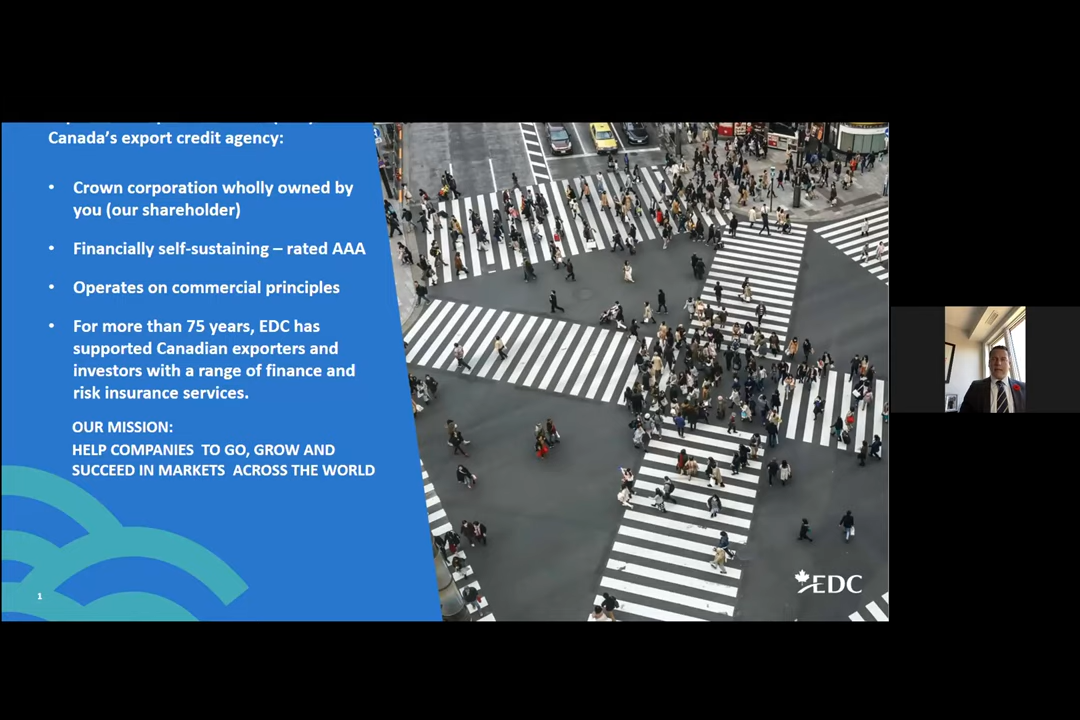 Canada's export credit agency:
• Crown corporation wholly owned by
you (our shareholder)
• Financially self-sustaining – rated AAA
• Operates on commercial principles
• For more than 75 years, EDC has
supported Canadian exporters and
investors with a range of finance and
risk insurance services.
OUR MISSION:
HELP COMPANIES TO GO, GROW AND
SUCCEED IN MARKETS ACROSS THE WORLD
1
EDC